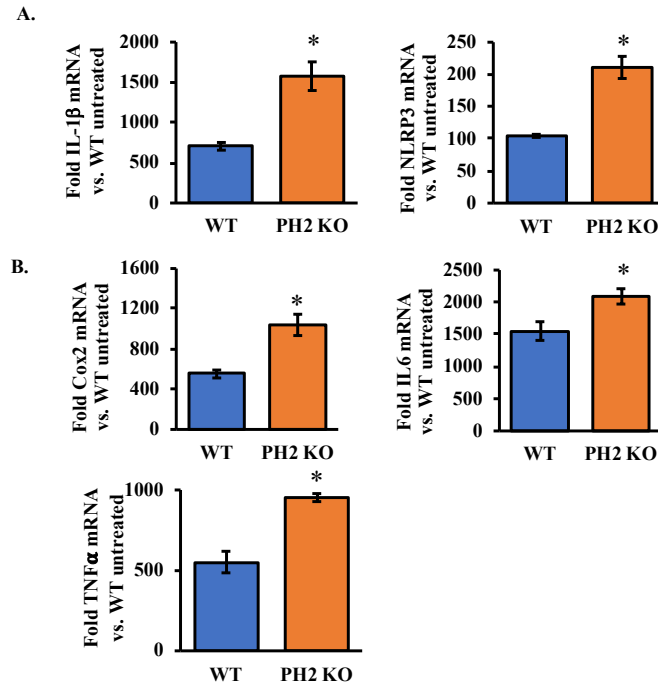 A.
Fold IL-1β mRNA
vs. WT untreated
2000
1500
1000
500
0
*
WT
PH2 KO
Fold NLRP3 mRNA
vs. WT untreated
250
200
150
100
50
0
*
WT
PH2 KO
B.
Fold Cox2 mRNA
vs. WT untreated
1600
1200
800
400
0
*
WT
PH2 KO
Fold IL6 mRNA
vs. WT untreated
2500
2000
1500
1000
500
0
*
WT
PH2 KO
Fold TNFα mRNA
vs. WT untreated
1000
500
0
*
WT
PH2 KO